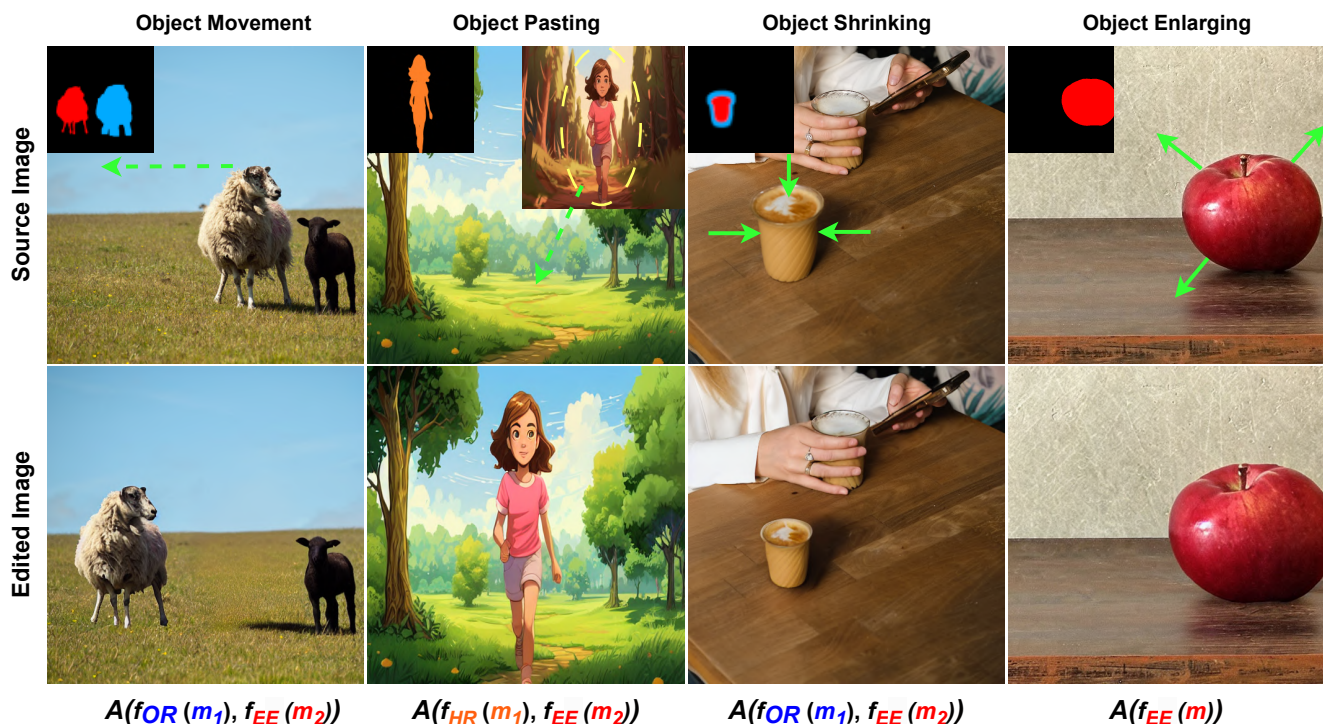 Object Movement Object Pasting Object Shrinking Object Enlarging
Source Image
Edited Image
A(fOR (m1), fEE (m2)) A(fHR (m1), fEE (m2)) A(fOR (m1), fEE (m2)) A(fEE (m))